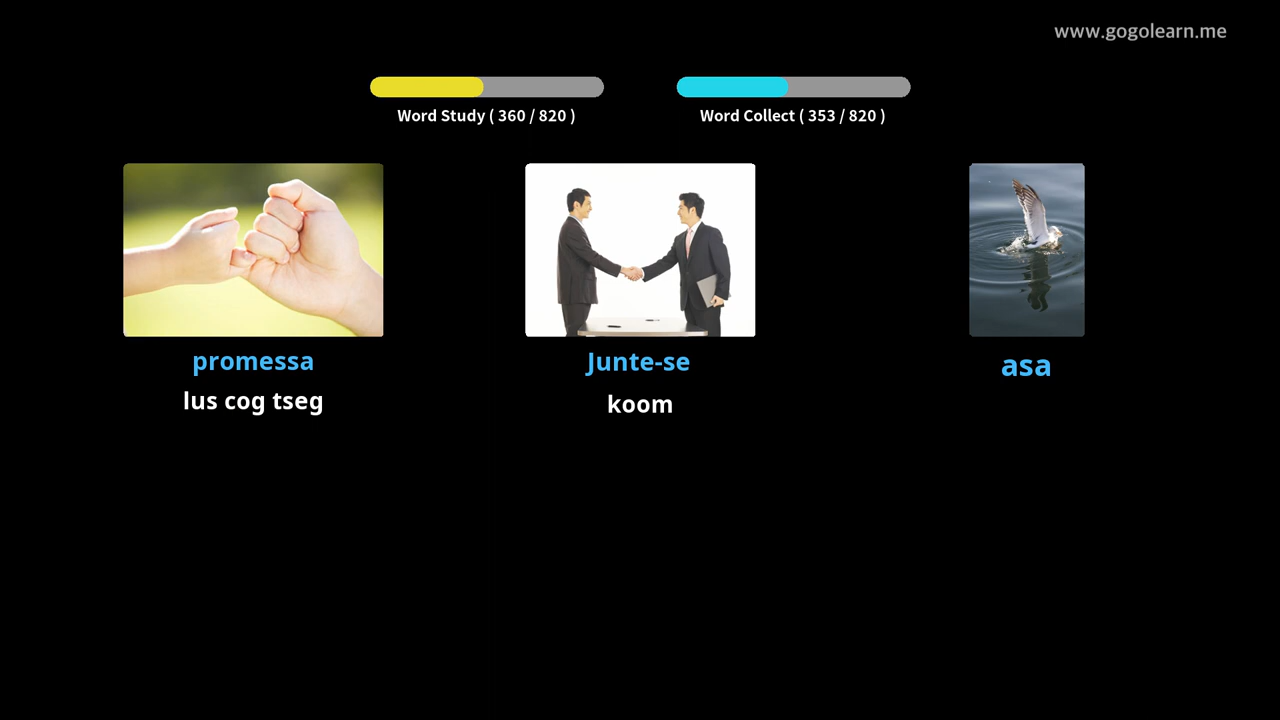 www.gogolearn.me
Word Study ( 360 / 820 )
Word Collect ( 353 / 820 )
promessa
lus cog tseg
Junte-se
koom
asa